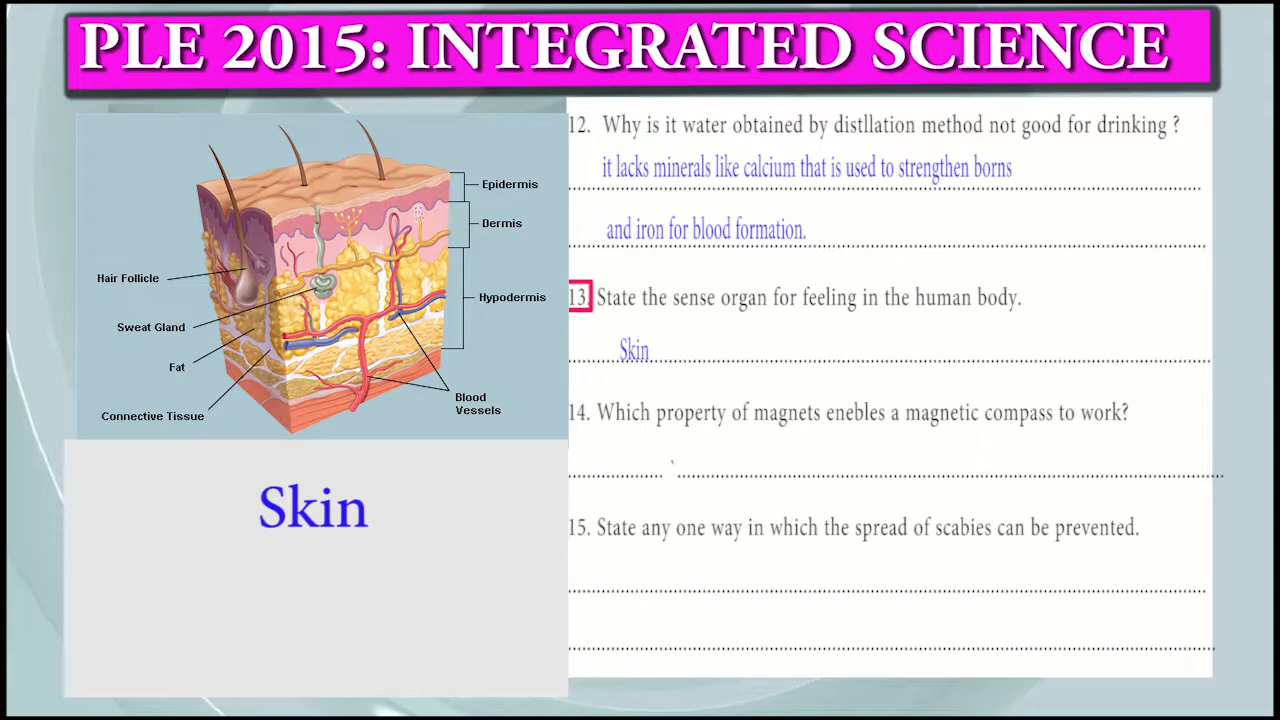 PLE 2015: INTEGRATED SCIENCE
Epidermis
Dermis
Hair Follicle
Hypodermis
Sweat Gland
Fat
Connective Tissue
Blood
Vessels
Skin
12. Why is it water obtained by distllation method not good for drinking ?
it lacks minerals like calcium that is used to strengthen borns
and iron for blood formation.
13. State the sense organ for feeling in the human body.
Skin
14. Which property of magnets enebles a magnetic compass to work?
15. State any one way in which the spread of scabies can be prevented.